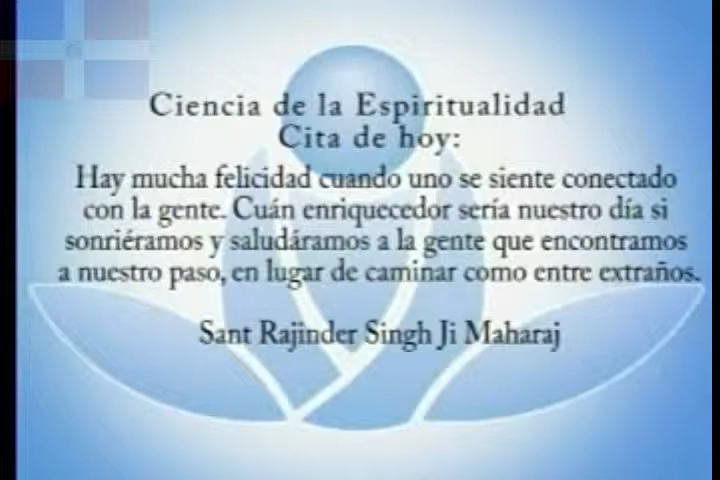 Ciencia de la Espiritualidad
Cita de hoy:
Hay mucha felicidad cuando uno se siente conectado
con la gente. Cuán enriquecedor sería nuestro día si
sonriéramos y saludáramos a la gente que encontramos
a nuestro paso, en lugar de caminar como entre extraños.
Sant Rajinder Singh Ji Maharaj